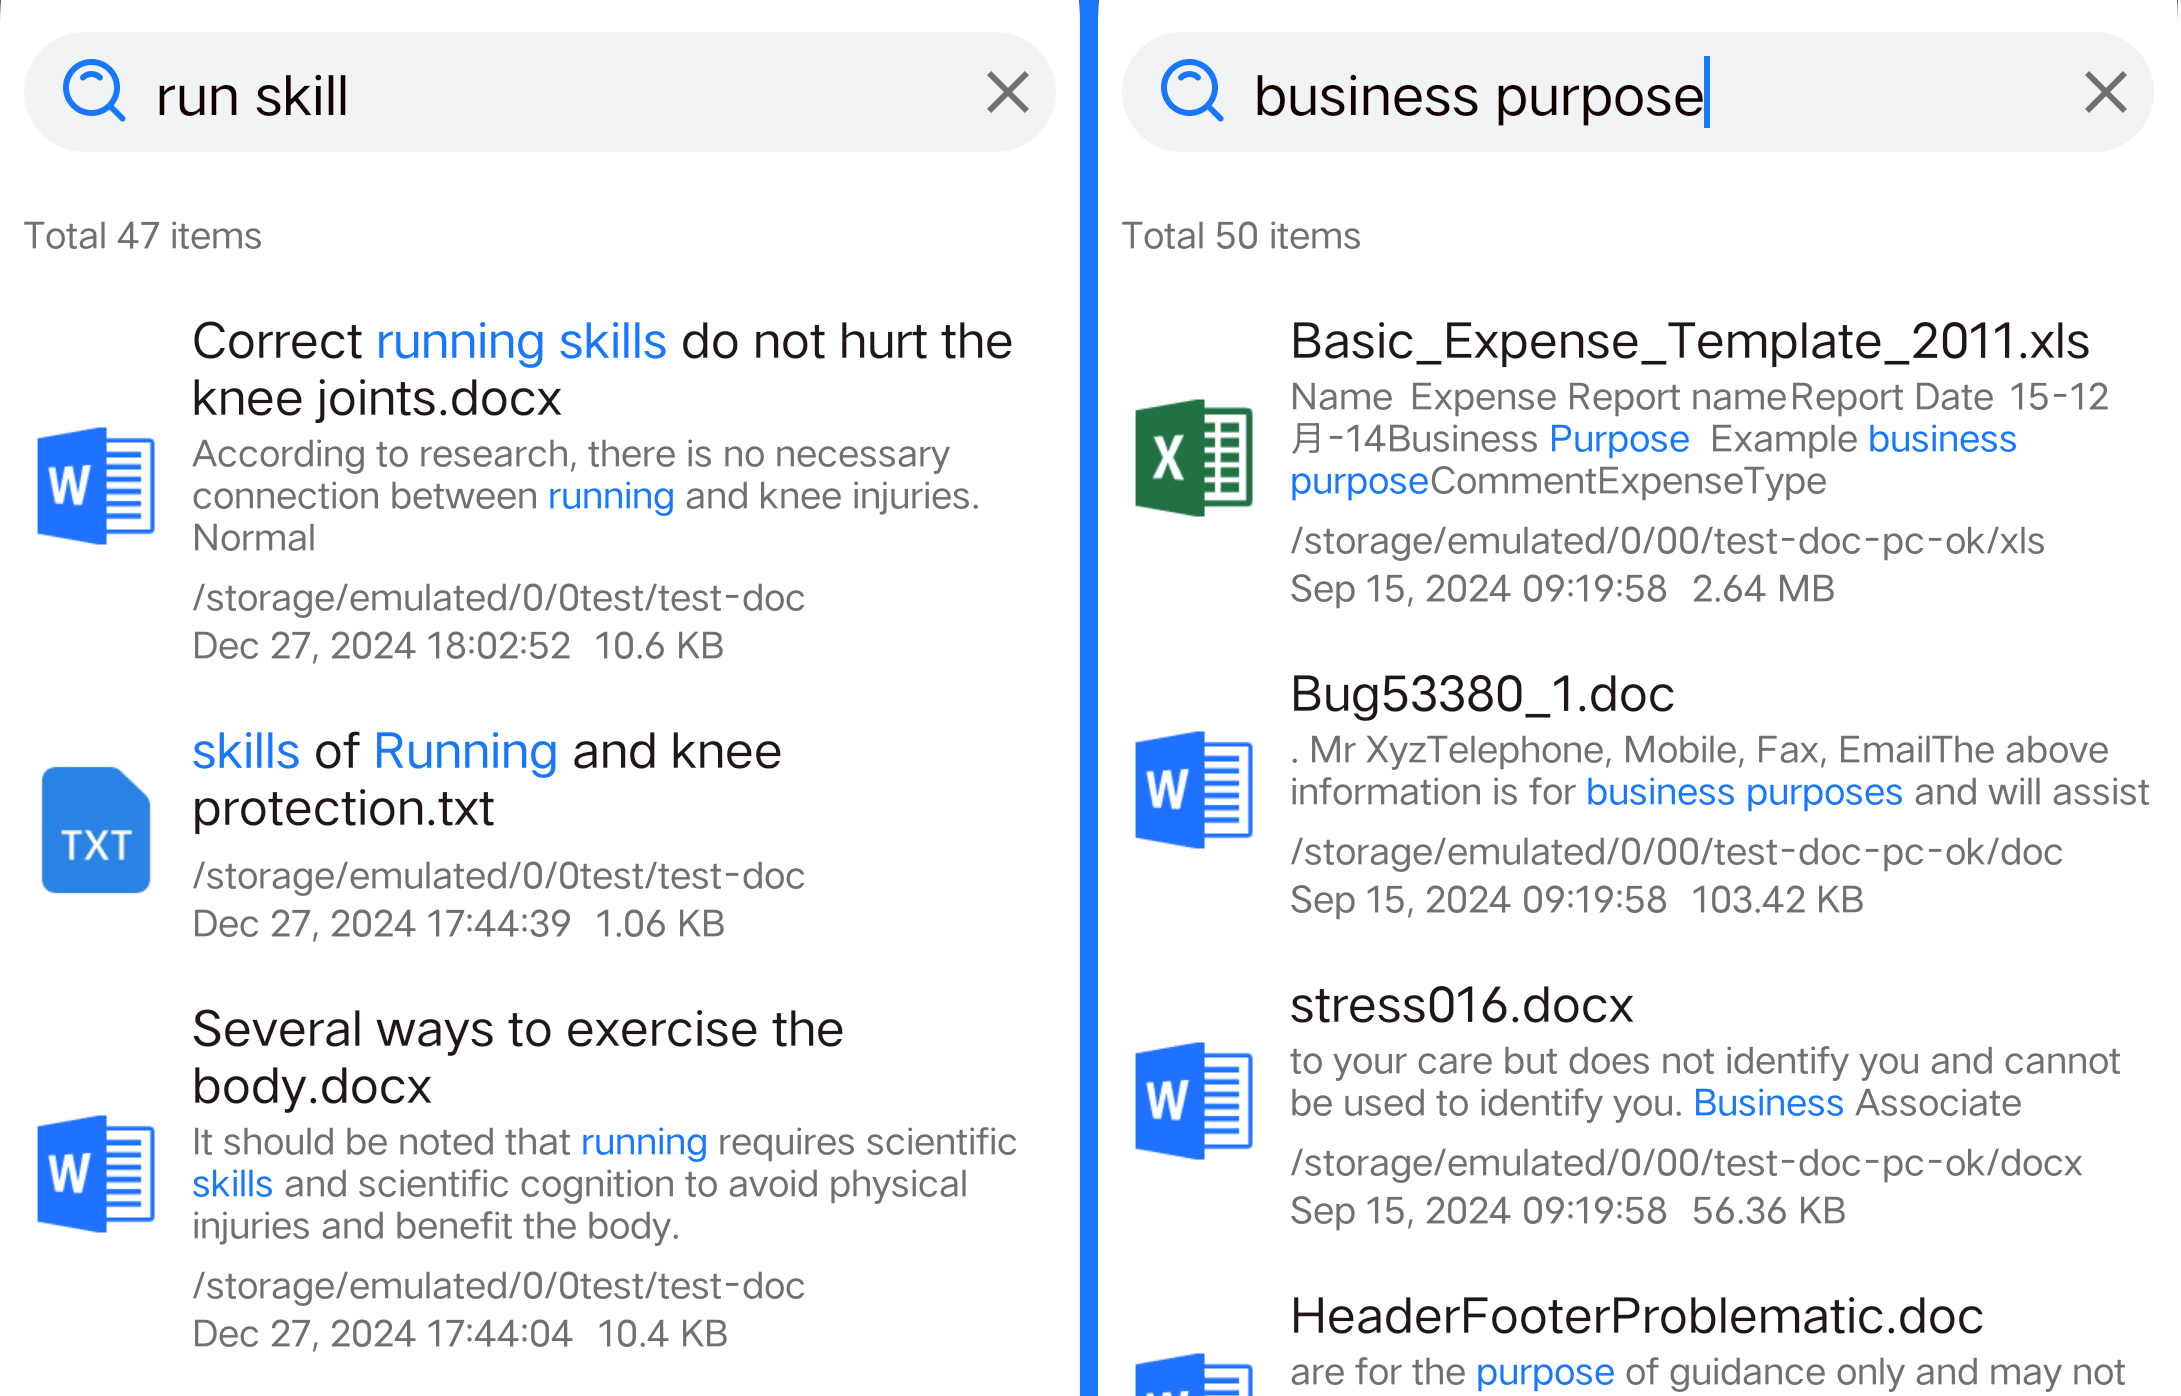 run skill
Total 47 items
Correct running skills do not hurt the
knee joints.docx
According to research, there is no necessary
connection between running and knee injuries.
Normal
/storage/emulated/0/0test/test-doc
Dec 27, 2024 18:02:52 10.6 KB
W
skills of Running and knee
protection.txt
/storage/emulated/0/0test/test-doc
Dec 27, 2024 17:44:39 1.06 KB
TXT
Several ways to exercise the
body.docx
It should be noted that running requires scientific
skills and scientific cognition to avoid physical
injuries and benefit the body.
/storage/emulated/0/0test/test-doc
Dec 27, 2024 17:44:04 10.4 KB
W
business purpose
Total 50 items
Basic_Expense_Template_2011.xls
Name Expense Report nameReport Date 15-12
月-14Business Purpose Example business
purposeCommentExpenseType
/storage/emulated/0/00/test-doc-pc-ok/xls
Sep 15, 2024 09:19:58 2.64 MB
X
Bug53380_1.doc
. Mr XyzTelephone, Mobile, Fax, EmailThe above
information is for business purposes and will assist
/storage/emulated/0/00/test-doc-pc-ok/doc
Sep 15, 2024 09:19:58 103.42 KB
W
stress016.docx
to your care but does not identify you and cannot
be used to identify you. Business Associate
/storage/emulated/0/00/test-doc-pc-ok/docx
Sep 15, 2024 09:19:58 56.36 KB
W
HeaderFooterProblematic.doc
are for the purpose of guidance only and may not